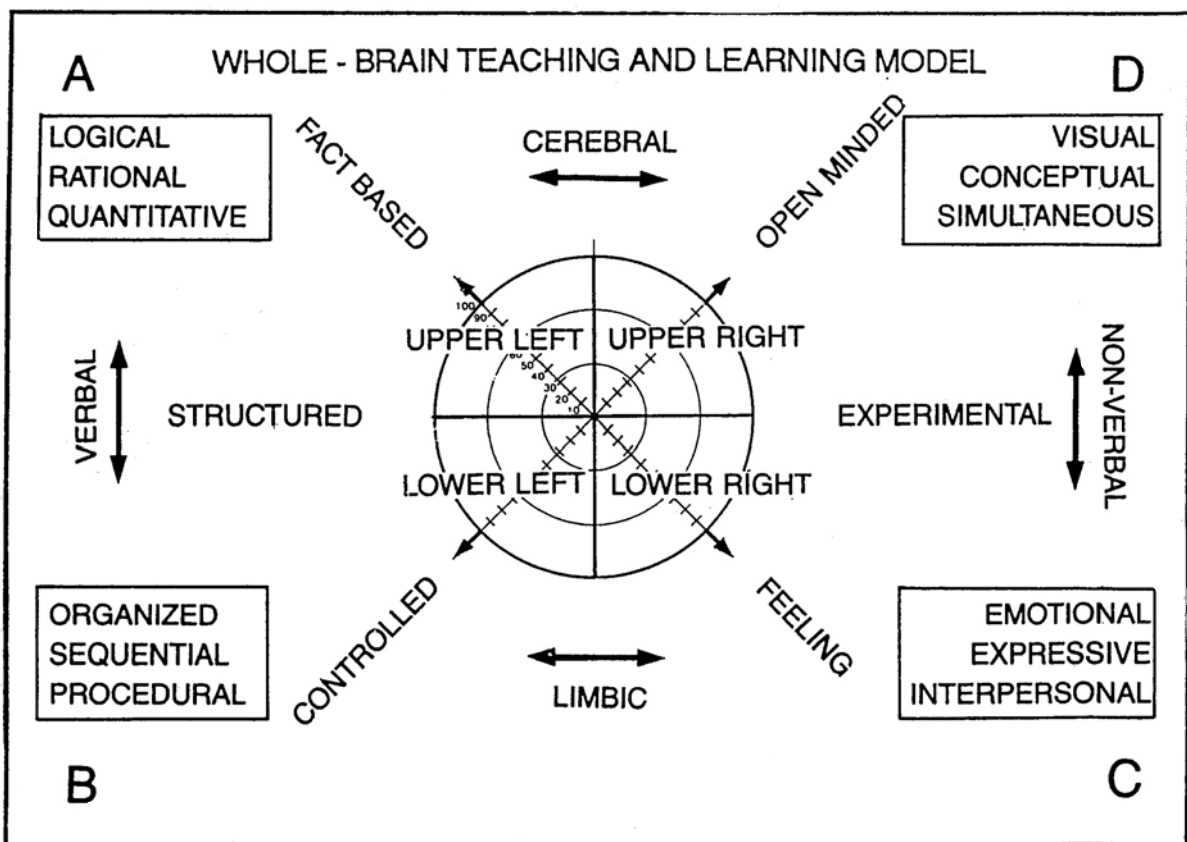 A
WHOLE - BRAIN TEACHING AND LEARNING MODEL
D
LOGICAL
RATIONAL
QUANTITATIVE
FACT BASED
CEREBRAL
OPEN MINDED
VISUAL
CONCEPTUAL
SIMULTANEOUS
100
90
UPPER LEFT
UPPER RIGHT
60
50
40
30
20
10
VERBAL
STRUCTURED
EXPERIMENTAL
NON-VERBAL
LOWER LEFT
LOWER RIGHT
ORGANIZED
SEQUENTIAL
PROCEDURAL
CONTROLLED
LIMBIC
FEELING
EMOTIONAL
EXPRESSIVE
INTERPERSONAL
B
C